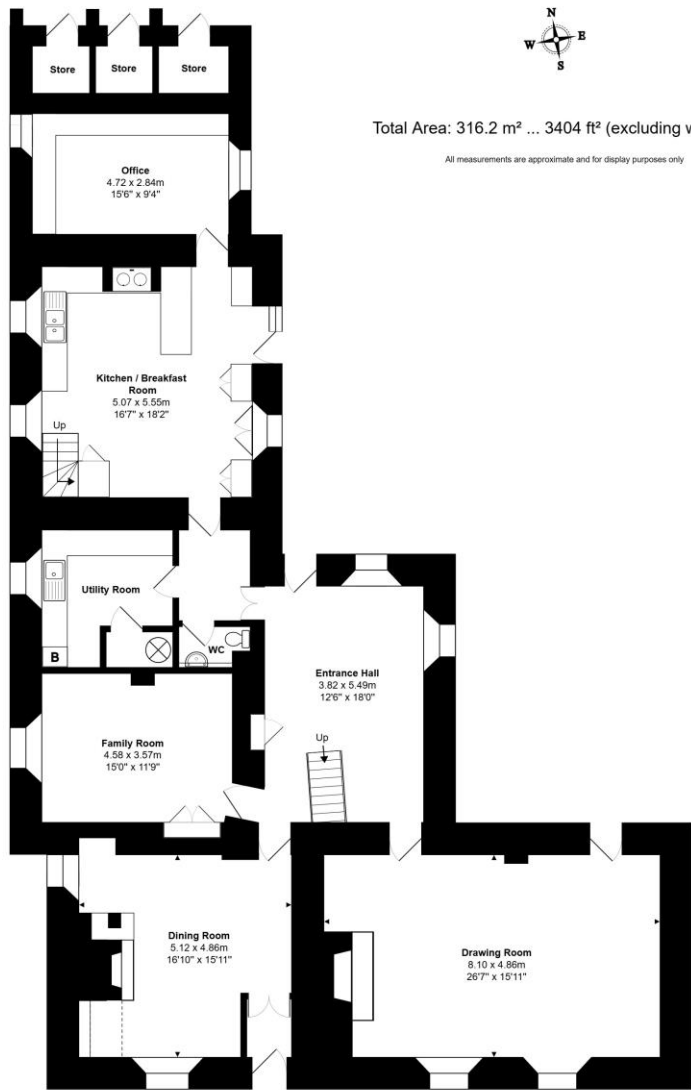 N
W E
S
Total Area: 316.2 m² ... 3404 ft² (excluding
All measurements are approximate and for display purposes only
Store
Store
Store
Office
4.72 x 2.84m
15'6" x 9'4"
Kitchen / Breakfast
Room
5.07 x 5.55m
16'7" x 18'2"
Up
Utility Room
B
WC
Entrance Hall
3.82 x 5.49m
12'6" x 18'0"
Up
Family Room
4.58 x 3.57m
15'0" x 11'9"
Dining Room
5.12 x 4.86m
16'10" x 15'11"
Drawing Room
8.10 x 4.86m
26'7" x 15'11"